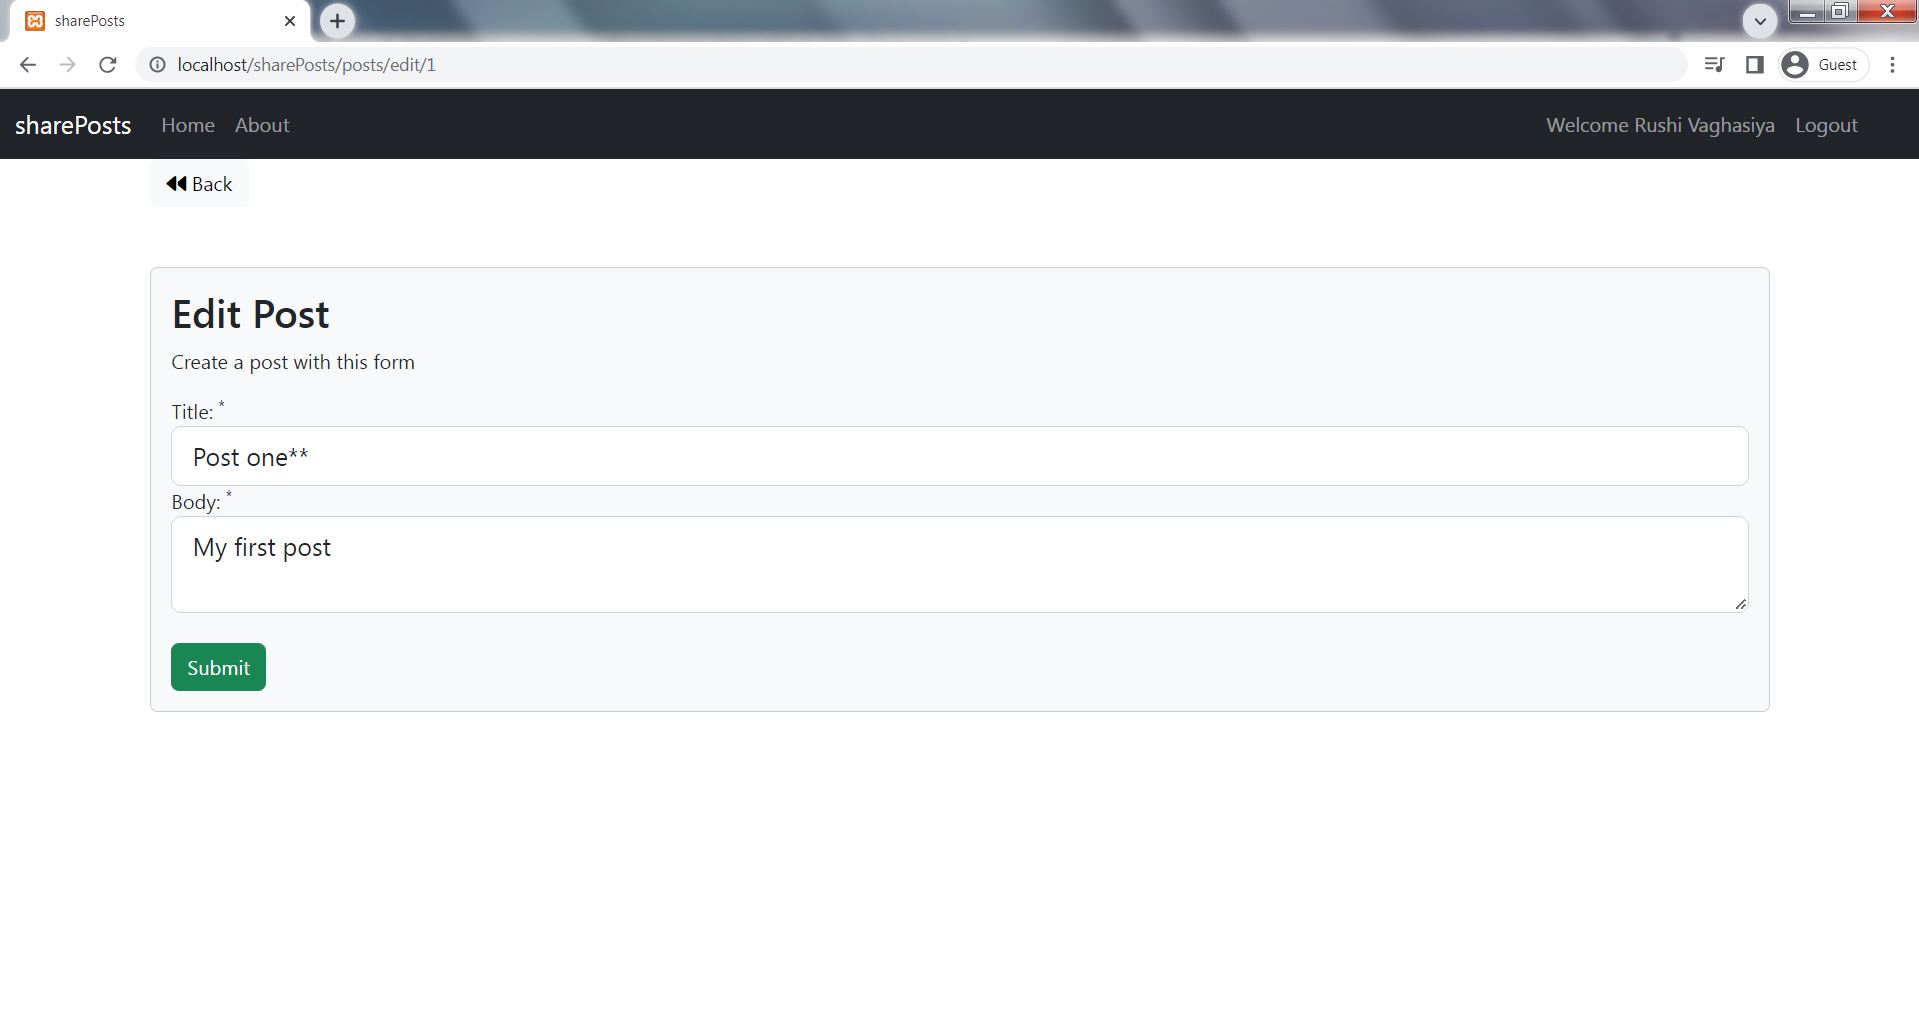 sharePosts
localhost/sharePosts/posts/edit/1
Guest
sharePosts Home About Welcome Rushi Vaghasiya Logout
Back
Edit Post
Create a post with this form
Title: *
Post one**
Body: *
My first post
Submit